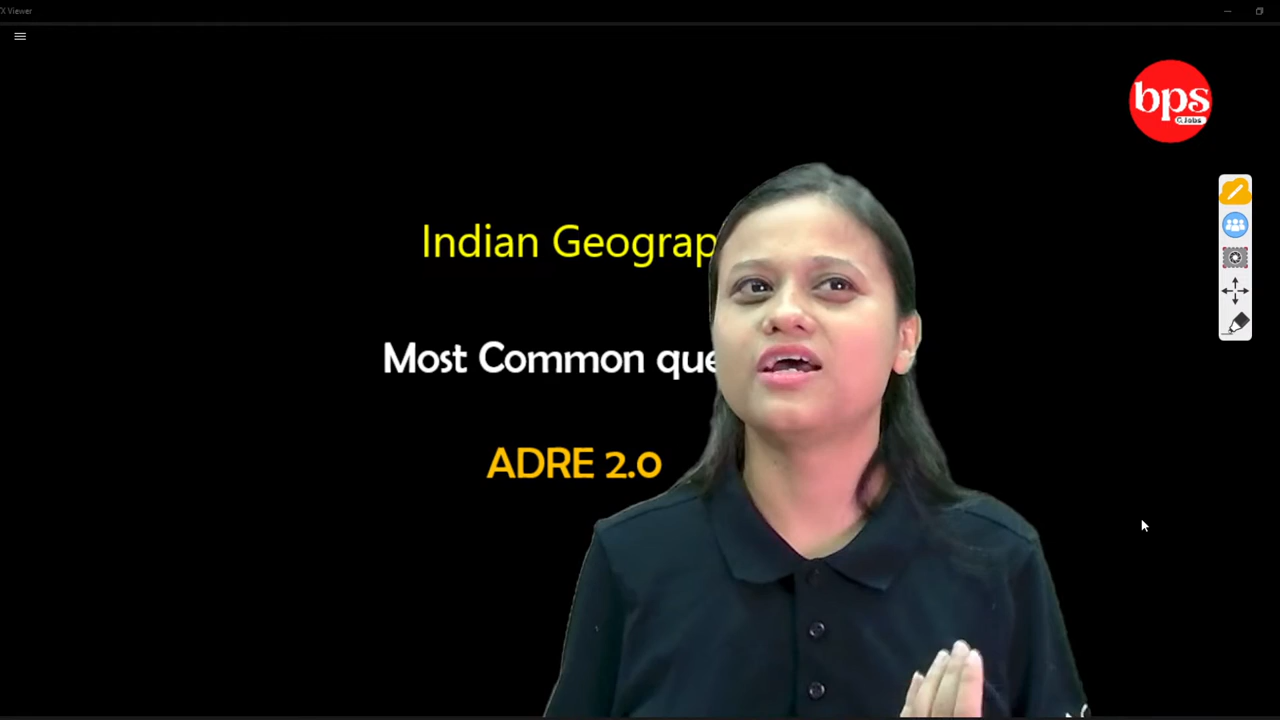 X Viewer
bps
Jobs
Indian Geograp
Most Common que
ADRE 2.0